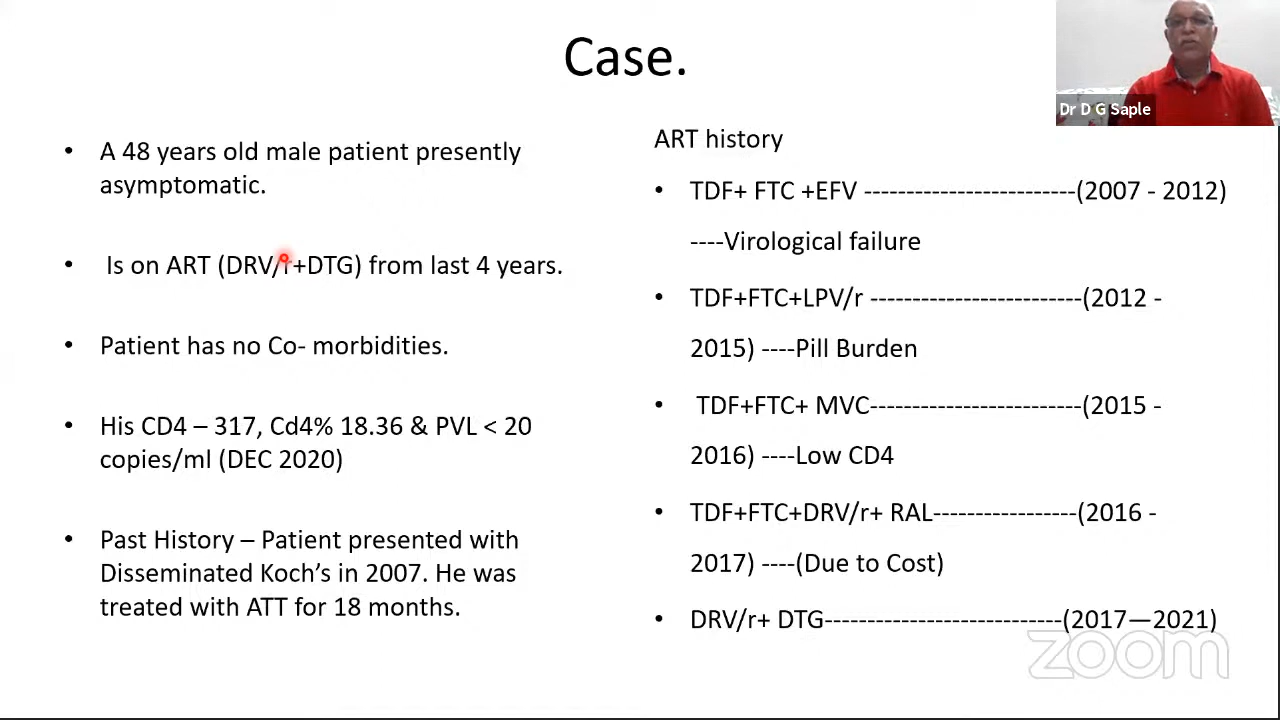 Case.
Dr D G Saple
• A 48 years old male patient presently
asymptomatic.
• Is on ART (DRV/r+DTG) from last 4 years.
• Patient has no Co- morbidities.
• His CD4 – 317, Cd4% 18.36 & PVL < 20
copies/ml (DEC 2020)
• Past History – Patient presented with
Disseminated Koch's in 2007. He was
treated with ATT for 18 months.
ART history
• TDF+ FTC +EFV -------------------------(2007 - 2012)
----Virological failure
• TDF+FTC+LPV/r -------------------------(2012 -
2015) ----Pill Burden
• TDF+FTC+ MVC-------------------------(2015 -
2016) ----Low CD4
• TDF+FTC+DRV/r+ RAL-----------------(2016 -
2017) ----(Due to Cost)
• DRV/r+ DTG----------------------------(2017—2021)
zoom